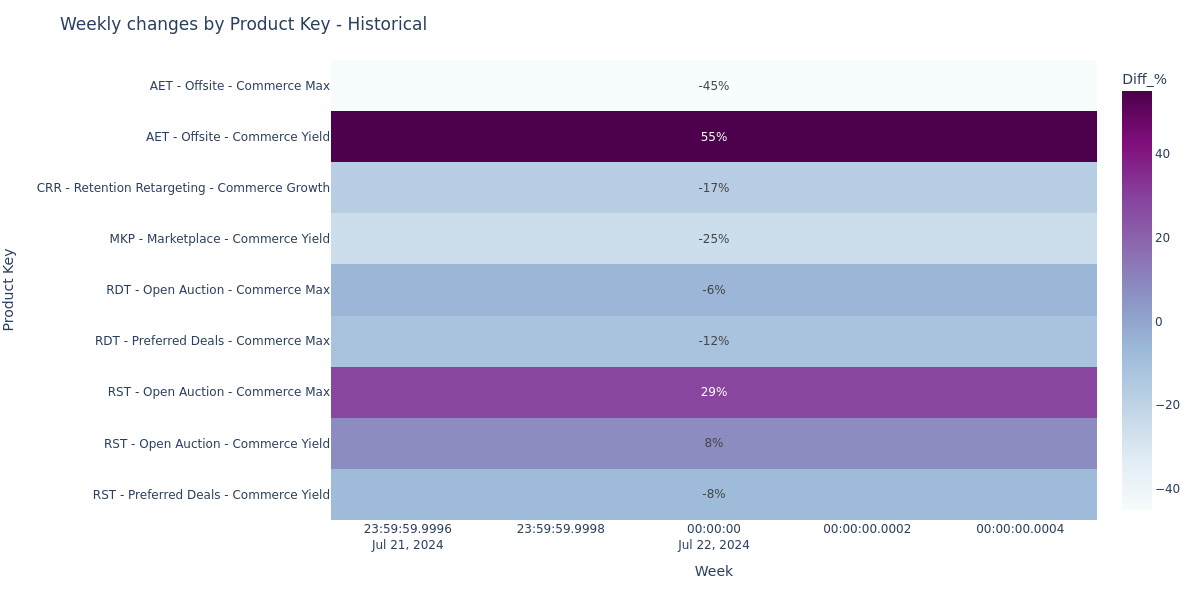 Weekly changes by Product Key - Historical
Diff_%
AET - Offsite - Commerce Max
-45%
AET - Offsite - Commerce Yield
55%
CRR - Retention Retargeting - Commerce Growth
-17%
MKP - Marketplace - Commerce Yield
-25%
RDT - Open Auction - Commerce Max
-6%
RDT - Preferred Deals - Commerce Max
-12%
RST - Open Auction - Commerce Max
29%
RST - Open Auction - Commerce Yield
8%
RST - Preferred Deals - Commerce Yield
-8%
Product Key
40
20
0
−20
−40
23:59:59.9996
Jul 21, 2024
23:59:59.9998
00:00:00
Jul 22, 2024
00:00:00.0002
00:00:00.0004
Week